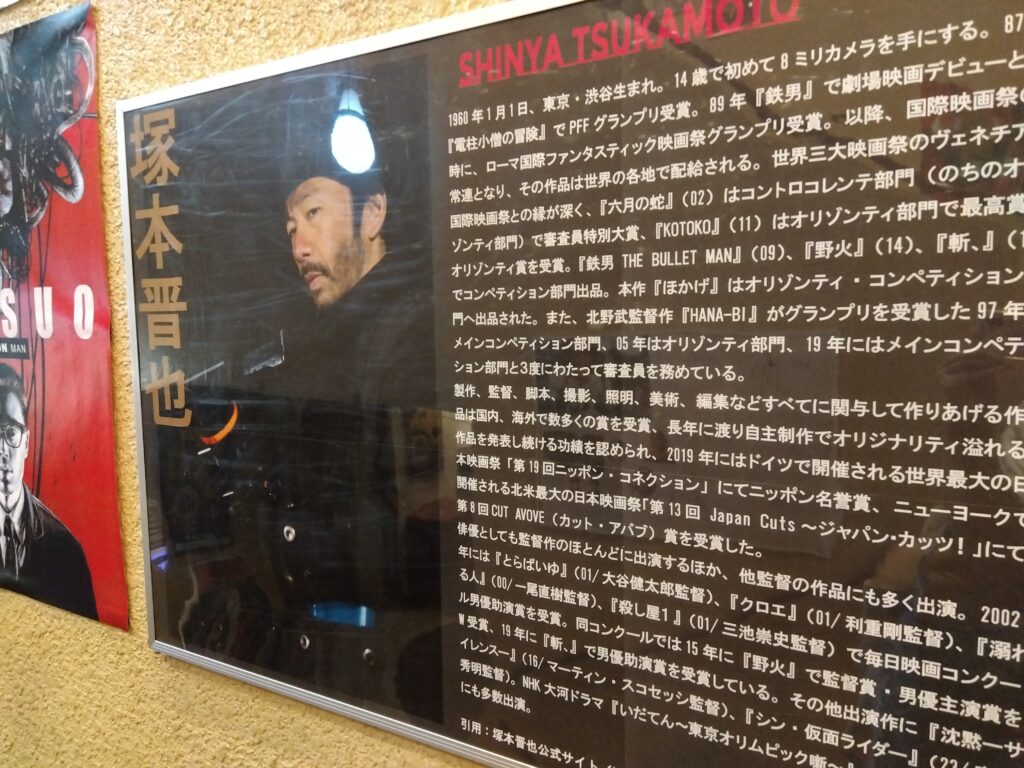 SUO
ON MAN
塚本晋也
SHINYA TSUKAMOTO
1960年1月1日、東京・渋谷生まれ。14歳で初めて8ミリカメラを手にする。87
『電柱小僧の冒険』でPFFグランプリ受賞。89年『鉄男』で劇場映画デビューと
時に、ローマ国際ファンタスティック映画祭グランプリ受賞。以降、国際映画祭の
常連となり、その作品は世界の各地で配給される。世界三大映画祭のヴェネチア
国際映画祭との縁が深く、『六月の蛇』(02)はコントロコレンテ部門(のちのオ
ゾンティ部門)で審査員特別大賞、『KOTOKO』(11)はオリゾンティ部門で最高賞
オリゾンティ賞を受賞。『鉄男 THE BULLET MAN』(09)、『野火』(14)、『斬、』(1
でコンペティション部門出品。本作『ほかげ』はオリゾンティ・コンペティション
門へ出品された。また、北野武監督作『HANA-BI』がグランプリを受賞した97年
メインコンペティション部門、05年はオリゾンティ部門、19年にはメインコンペテ
ション部門と3度にわたって審査員を務めている。
製作、監督、脚本、撮影、照明、美術、編集などすべてに関与して作りあげる作
品は国内、海外で数多くの賞を受賞、長年に渡り自主制作でオリジナリティ溢れる
作品を発表し続ける功績を認められ、2019年にはドイツで開催される世界最大の日
本映画祭「第19回ニッポン・コネクション」にてニッポン名誉賞、ニューヨークで
開催される北米最大の日本映画祭「第13回 Japan Cuts～ジャパン・カッツ！」にて
第8回CUT AVOVE(カット・アバブ)賞を受賞した。
俳優としても監督作のほとんどに出演するほか、他監督の作品にも多く出演。2002
年には『とらばいゆ』(01/大谷健太郎監督)、『クロエ』(01/利重剛監督)、『溺れ
る人』(00/一尾直樹監督)、『殺し屋1』(01/三池崇史監督)で毎日映画コンクー
ル男優助演賞を受賞。同コンクールでは15年に『野火』で監督賞・男優主演賞を
W受賞、19年に『斬、』で男優助演賞を受賞している。その他出演作に『沈黙－サ
イレンス－』(16/マーティン・スコセッシ監督)、『シン・仮面ライダー』(23/
秀明監督)。NHK大河ドラマ『いだてん～東京オリムピック噺～』
にも多数出演。
引用：塚本晋也公式サイト